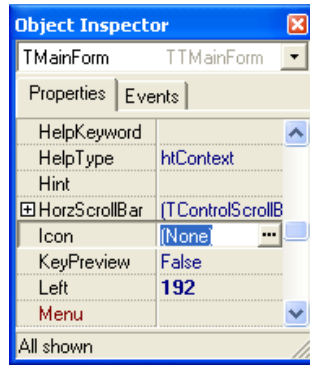 Object Inspector
TMainForm TTMainForm
Properties Events
HelpKeyword
HelpType htContext
Hint
HorzScrollBar (TControlScrollB
Icon (None) ...
KeyPreview False
Left 192
Menu
All shown